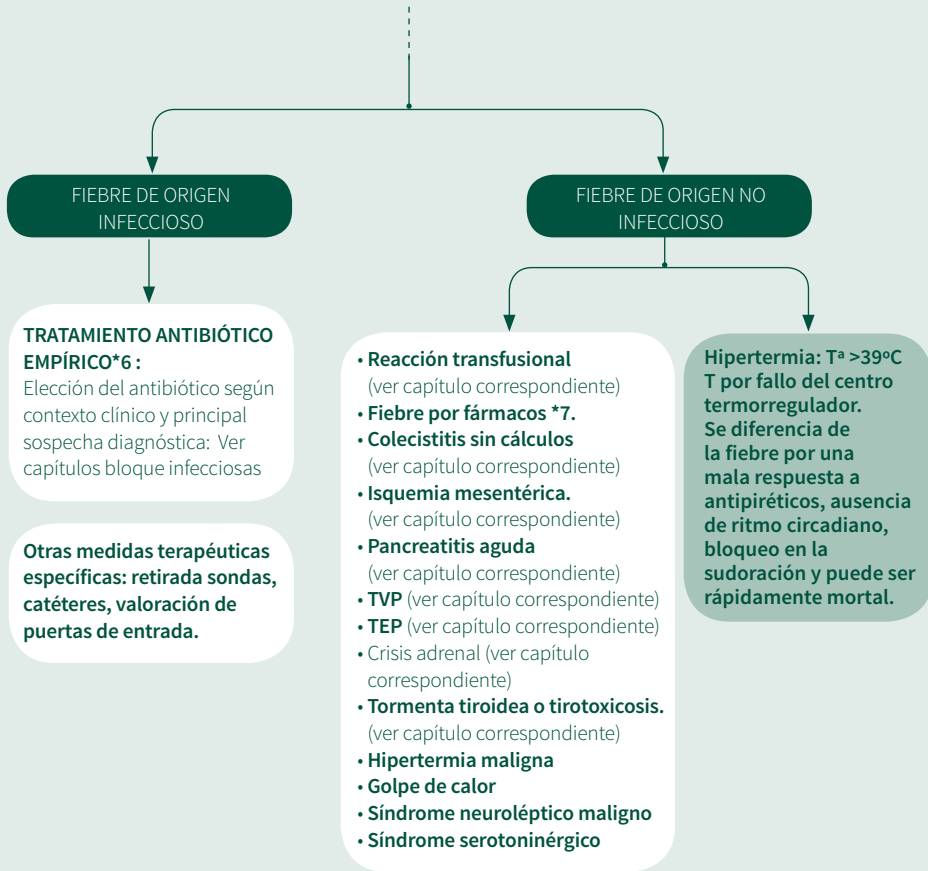 FIEBRE DE ORIGEN
INFECCIOSO
TRATAMIENTO ANTIBIÓTICO
EMPÍRICO*6 :
Elección del antibiótico según
contexto clínico y principal
sospecha diagnóstica: Ver
capítulos bloque infecciosas
Otras medidas terapéuticas
específicas: retirada sondas,
catéteres, valoración de
puertas de entrada.
FIEBRE DE ORIGEN NO
INFECCIOSO
• Reacción transfusional
(ver capítulo correspondiente)
• Fiebre por fármacos *7.
• Colecistitis sin cálculos
(ver capítulo correspondiente)
• Isquemia mesentérica.
(ver capítulo correspondiente)
• Pancreatitis aguda
(ver capítulo correspondiente)
• TVP (ver capítulo correspondiente)
• TEP (ver capítulo correspondiente)
• Crisis adrenal (ver capítulo
correspondiente)
• Tormenta tiroidea o tirotoxicosis.
(ver capítulo correspondiente)
• Hipertermia maligna
• Golpe de calor
• Síndrome neuroléptico maligno
• Síndrome serotoninérgico
Hipertermia: Tª >39ºC
T por fallo del centro
termorregulador.
Se diferencia de
la fiebre por una
mala respuesta a
antipiréticos, ausencia
de ritmo circadiano,
bloqueo en la
sudoración y puede ser
rápidamente mortal.